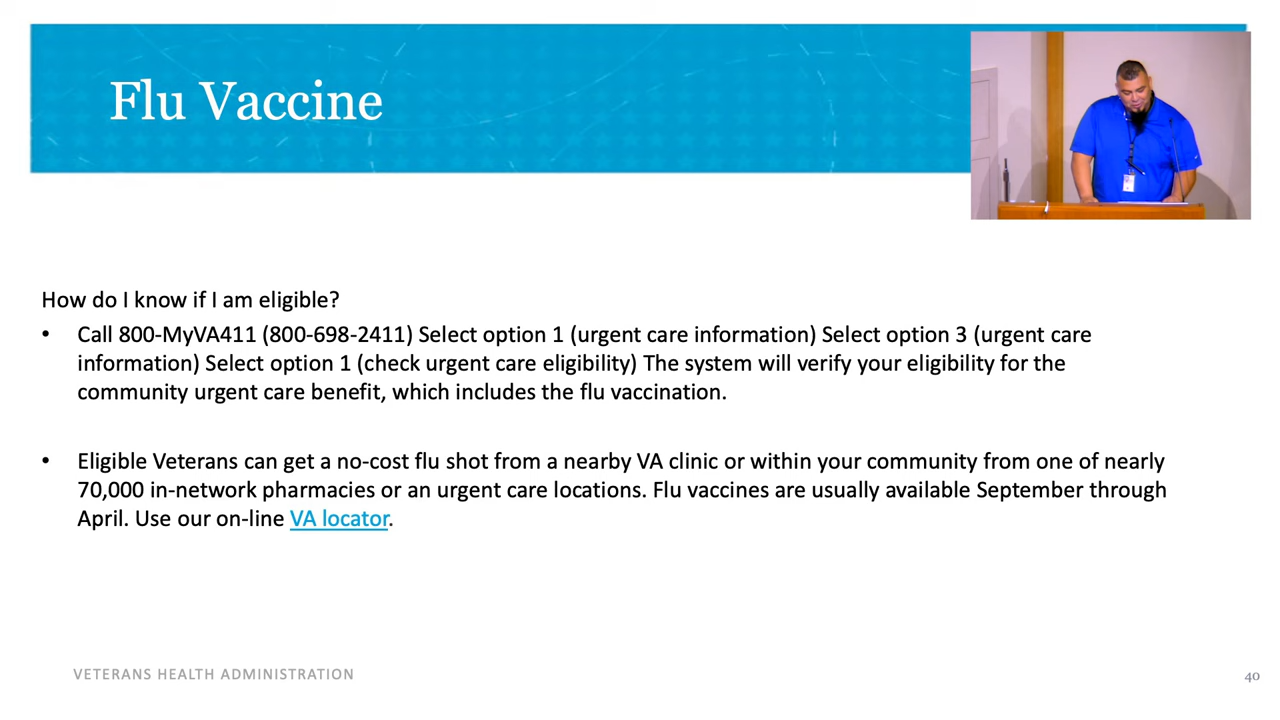 Flu Vaccine
How do I know if I am eligible?
• Call 800-MyVA411 (800-698-2411) Select option 1 (urgent care information) Select option 3 (urgent care
information) Select option 1 (check urgent care eligibility) The system will verify your eligibility for the
community urgent care benefit, which includes the flu vaccination.
• Eligible Veterans can get a no-cost flu shot from a nearby VA clinic or within your community from one of nearly
70,000 in-network pharmacies or an urgent care locations. Flu vaccines are usually available September through
April. Use our on-line VA locator.
VETERANS HEALTH ADMINISTRATION
40